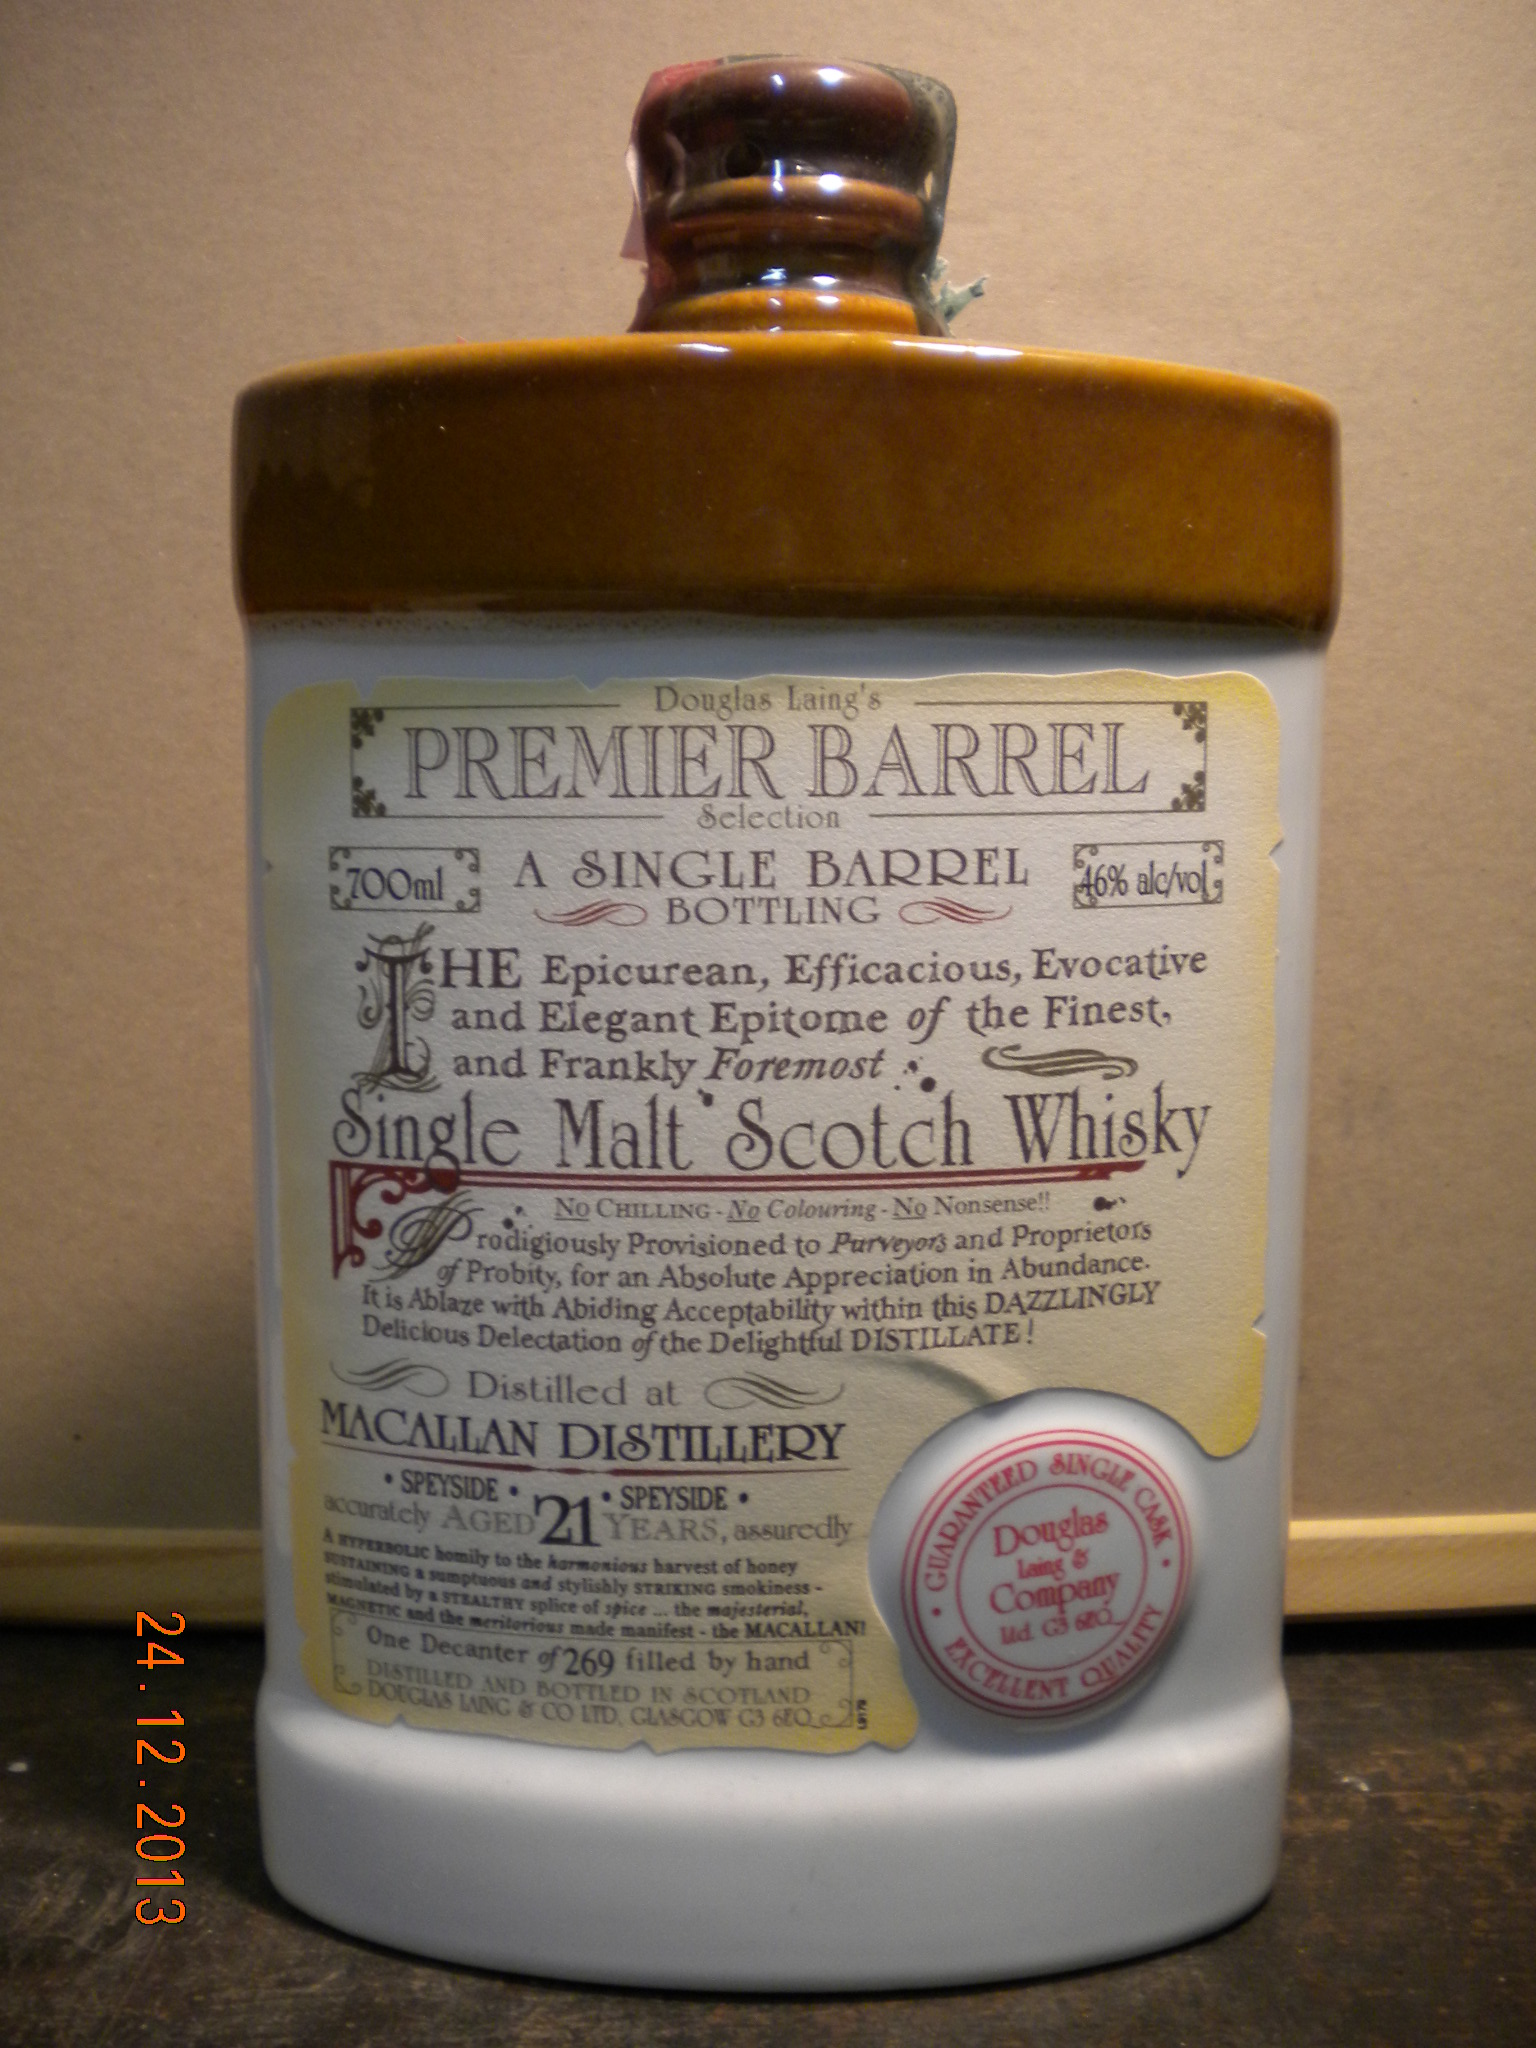 Douglas Laing's
PREMIER BARREL
Selection
700ml
A SINGLE BARREL
BOTTLING
46% alc/vol
THE Epicurean, Efficacious, Evocative
and Elegant Epitome of the Finest,
and Frankly Foremost
Single Malt Scotch Whisky
No CHILLING - No Colouring - No Nonsense!!
Prodigiously Provisioned to Purveyors and Proprietors
of Probity, for an Absolute Appreciation in Abundance.
It is Ablaze with Abiding Acceptability within this DAZZLINGLY
Delicious Delectation of the Delightful DISTILLATE!
Distilled at
MACALLAN DISTILLERY
• SPEYSIDE • • SPEYSIDE •
accurately AGED 21 YEARS, assuredly
A HYPERBOLIC homily to the harmonious harvest of honey
SUSTAINING a sumptuous and stylishly STRIKING smokiness -
stimulated by a STEALTHY splice of spice ... the majesterial,
MAGNETIC and the meritorious made manifest - the MACALLAN!
One Decanter of 269 filled by hand
DISTILLED AND BOTTLED IN SCOTLAND
DOUGLAS LAING & CO LTD, GLASGOW G3 6EQ
• GUARANTEED SINGLE CASK •
Douglas
Laing &
Company
Ltd. G3 6EQ
EXCELLENT QUALITY
24.12.2013